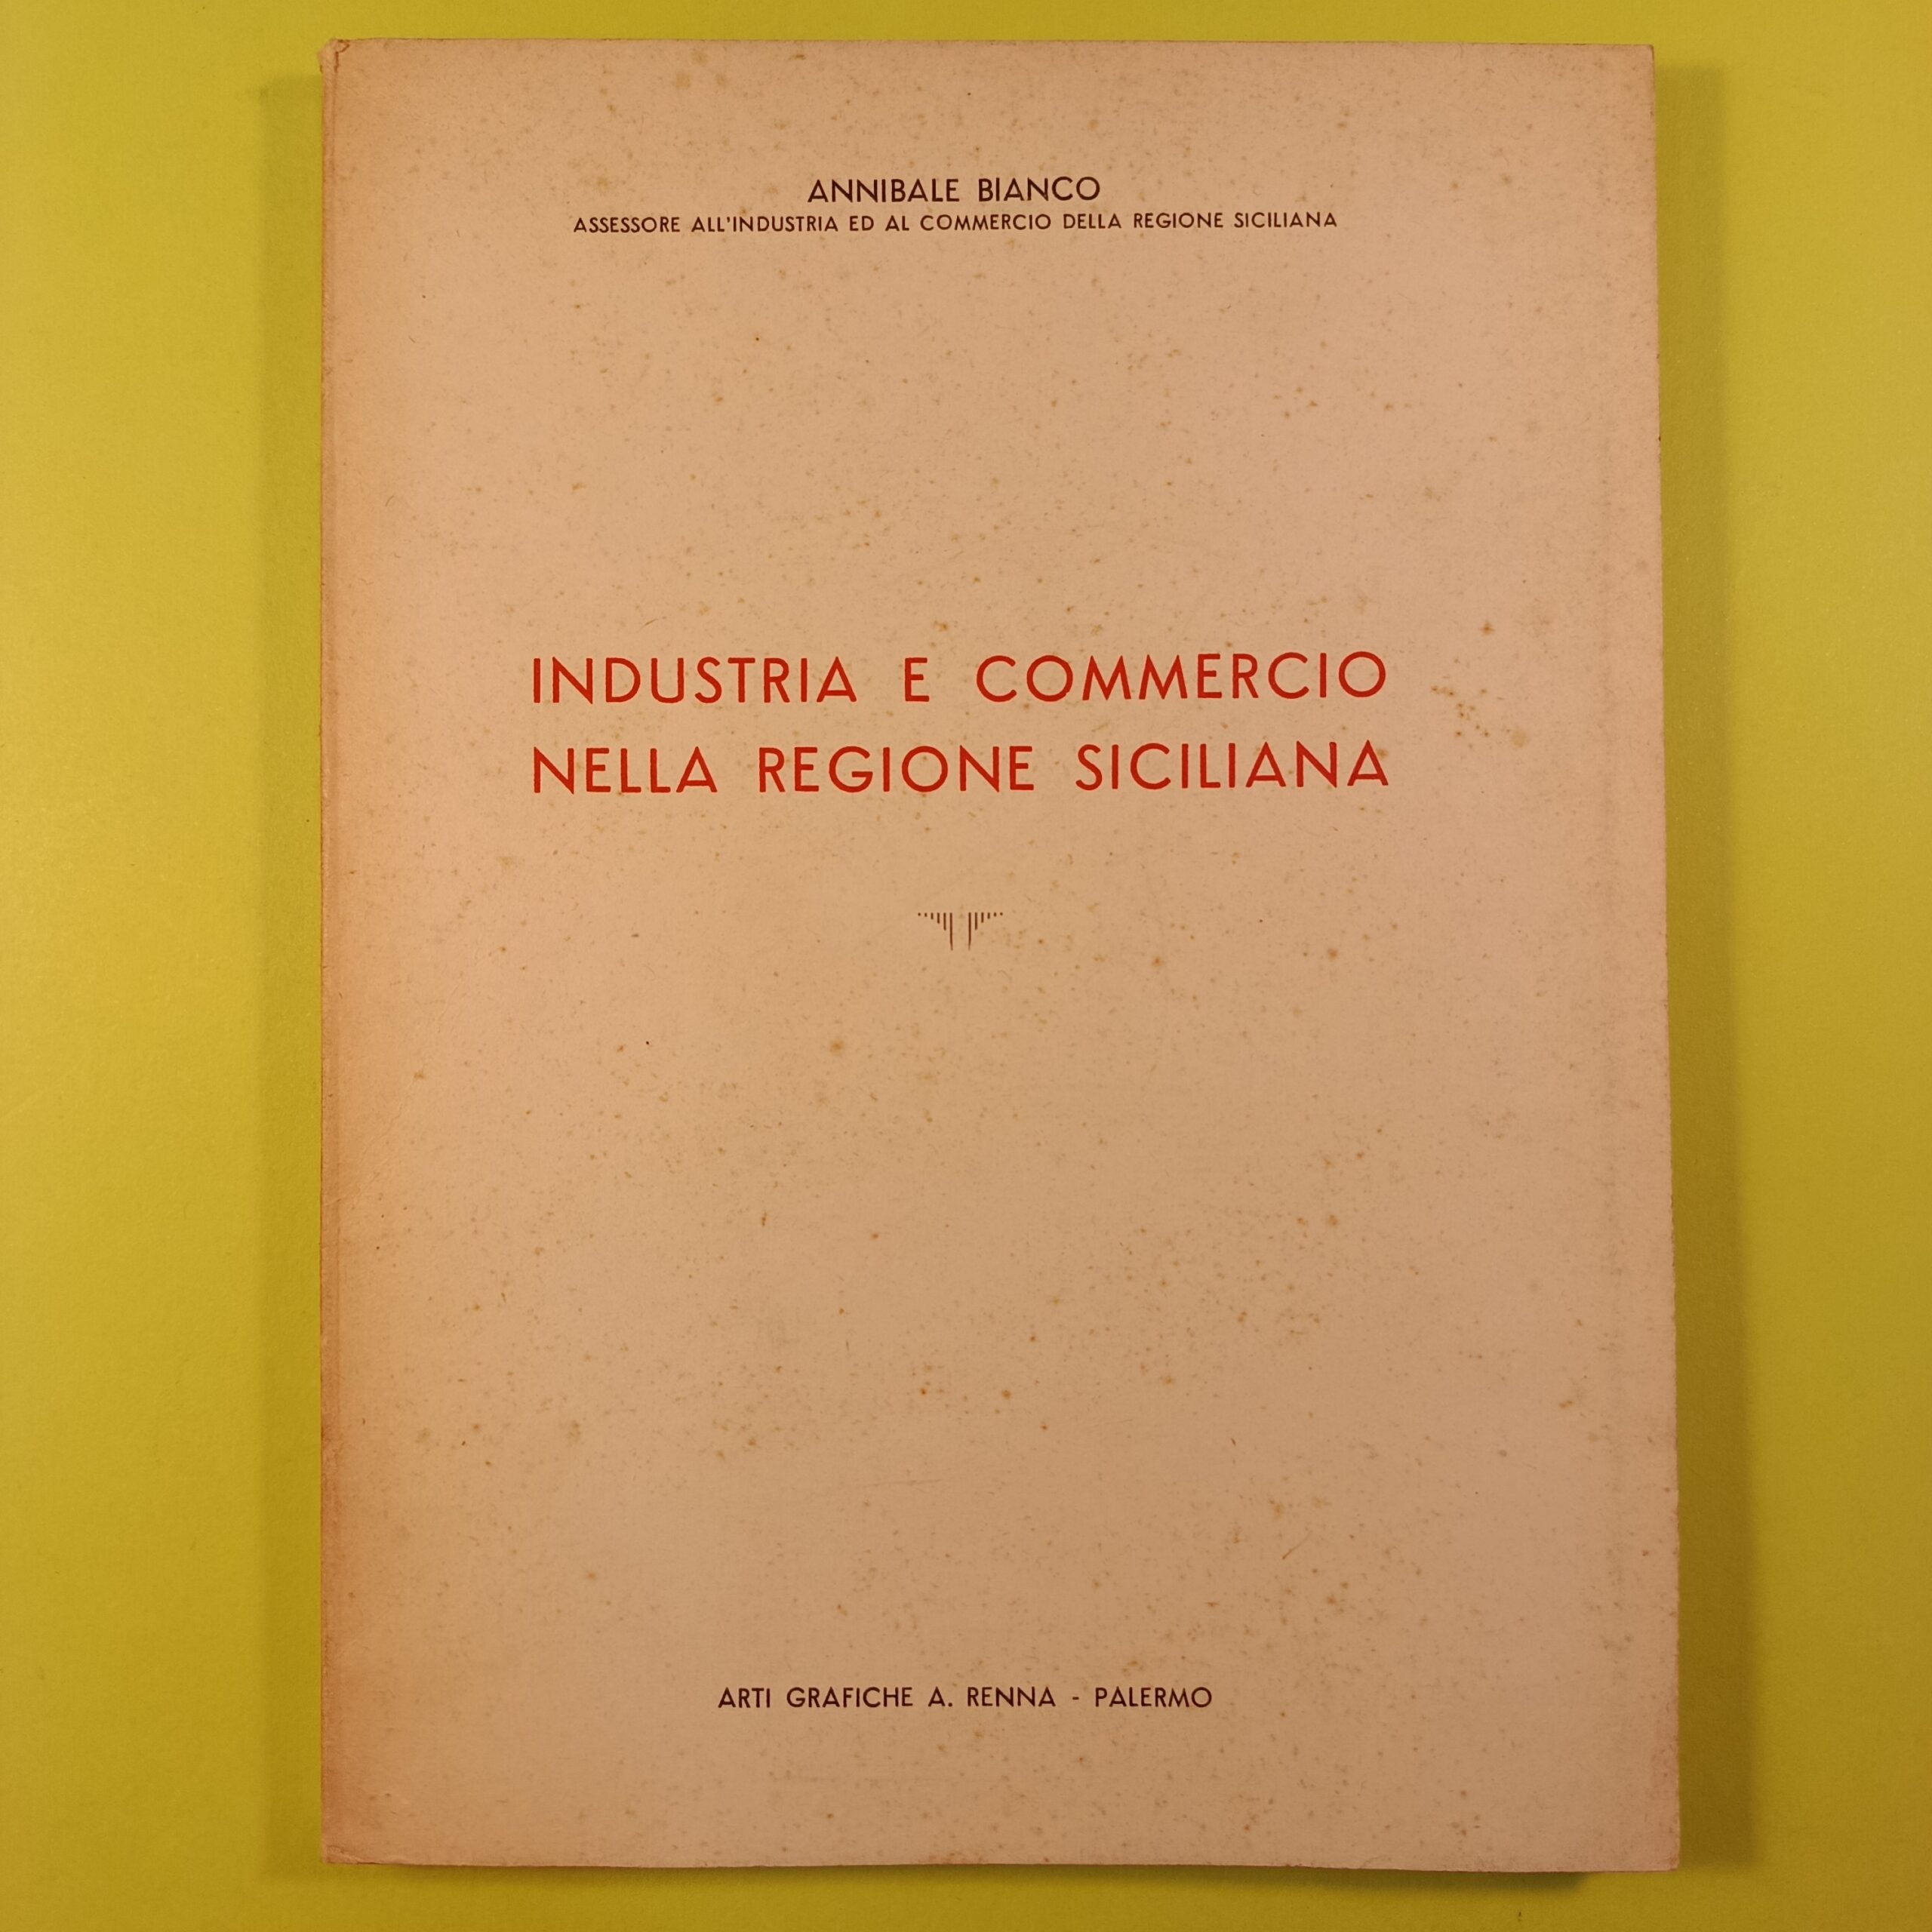 ANNIBALE BIANCO
ASSESSORE ALL'INDUSTRIA ED AL COMMERCIO DELLA REGIONE SICILIANA
INDUSTRIA E COMMERCIO
NELLA REGIONE SICILIANA
ARTI GRAFICHE A. RENNA - PALERMO